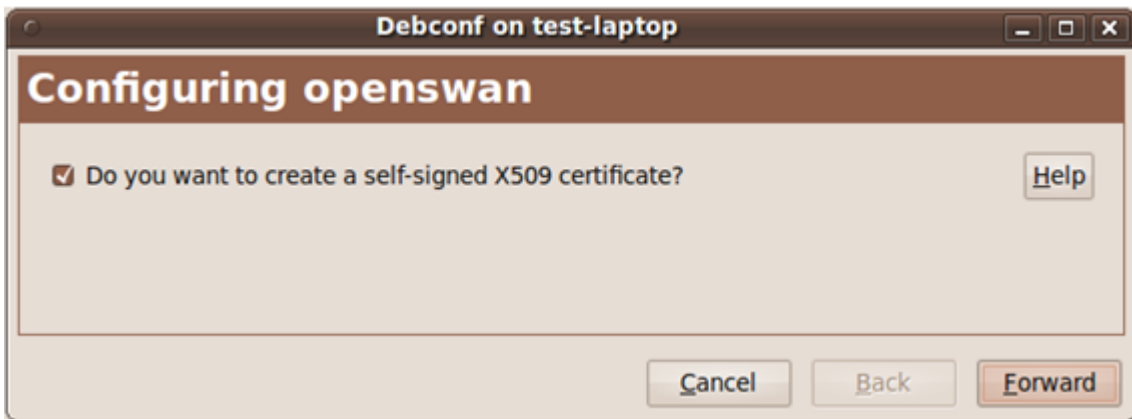 Debconf on test-laptop
Configuring openswan
Do you want to create a self-signed X509 certificate?
Help
Cancel
Back
Forward